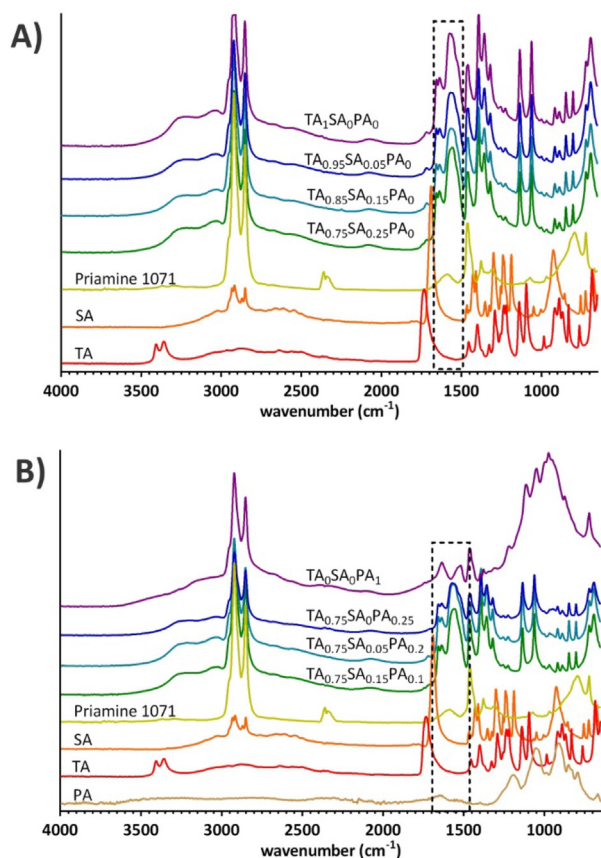 A)
TA₁SA₀PA₀
TA₀.₉₅SA₀.₀₅PA₀
TA₀.₈₅SA₀.₁₅PA₀
TA₀.₇₅SA₀.₂₅PA₀
Priamine 1071
SA
TA
4000 3500 3000 2500 2000 1500 1000
wavenumber (cm⁻¹)
B)
TA₀SA₀PA₁
TA₀.₇₅SA₀PA₀.₂₅
TA₀.₇₅SA₀.₀₅PA₀.₂
TA₀.₇₅SA₀.₁₅PA₀.₁
Priamine 1071
SA
TA
PA
4000 3500 3000 2500 2000 1500 1000
wavenumber (cm⁻¹)